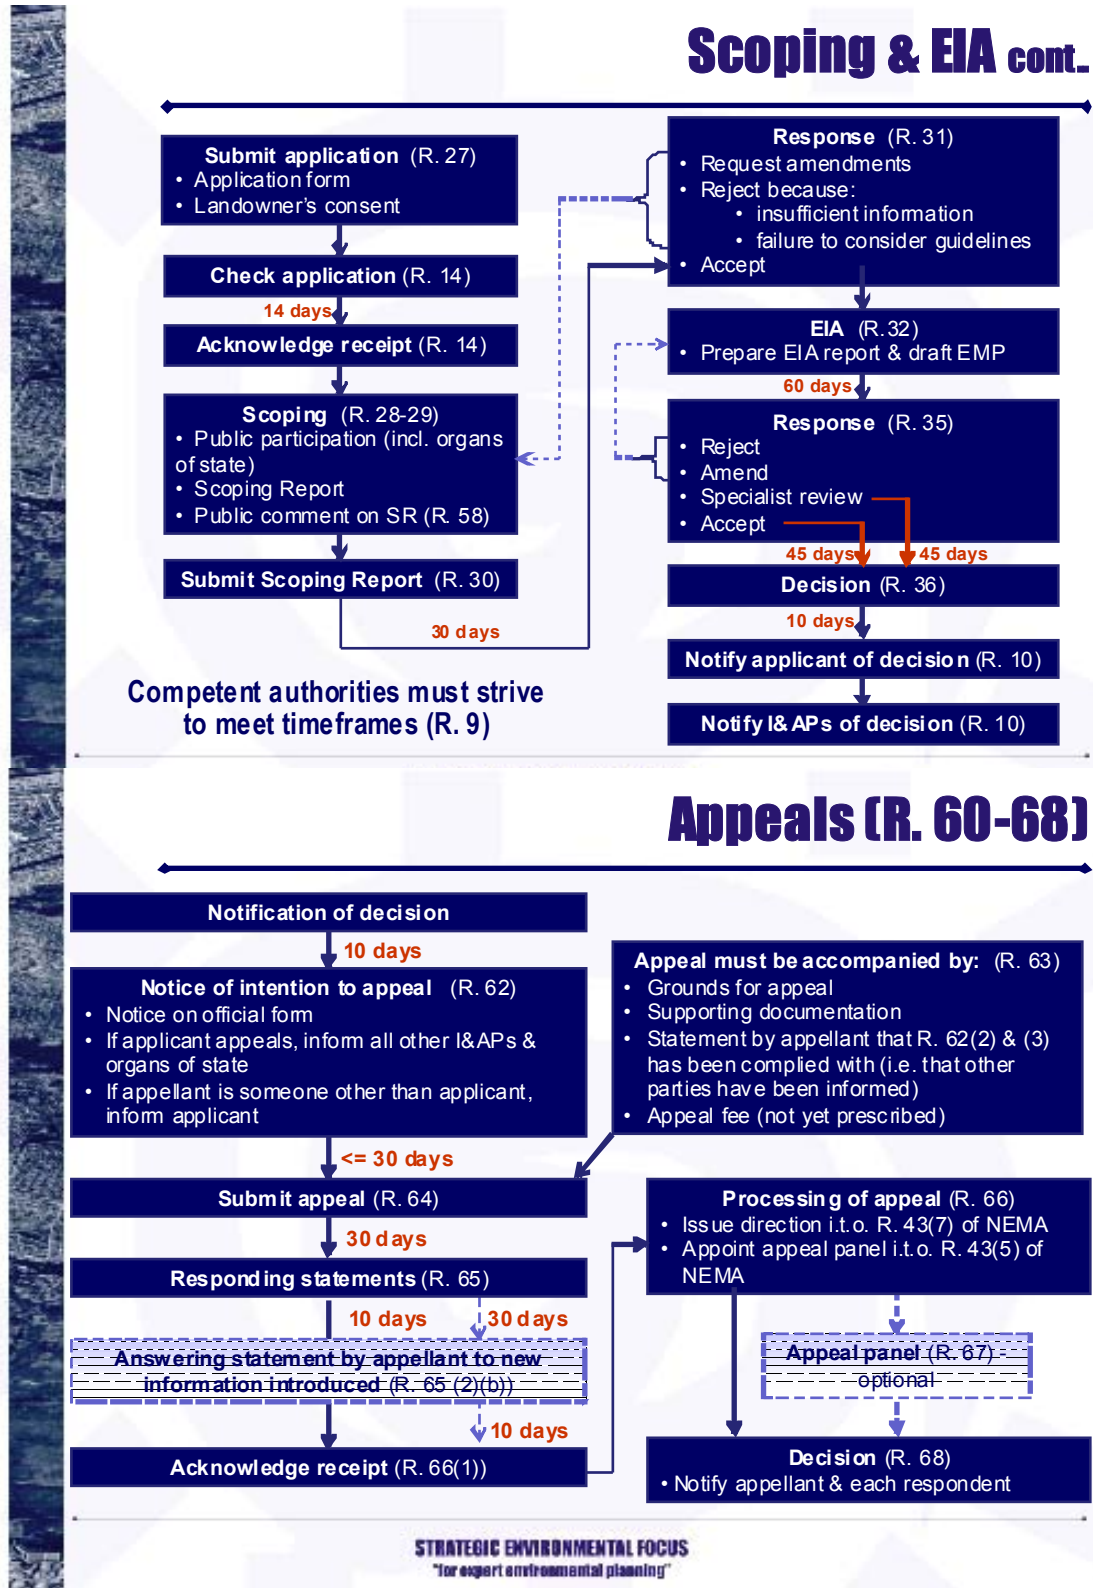 Scoping & EIA cont..
Submit application (R. 27)
• Application form
• Landowner's consent
Check application (R. 14)
14 days
Acknowledge receipt (R. 14)
Scoping (R. 28-29)
• Public participation (incl. organs
of state)
• Scoping Report
• Public comment on SR (R. 58)
Submit Scoping Report (R. 30)
30 days
Competent authorities must strive
to meet timeframes (R. 9)
Response (R. 31)
• Request amendments
• Reject because:
• insufficient information
• failure to consider guidelines
• Accept
EIA (R.32)
• Prepare EIA report & draft EMP
60 days
Response (R. 35)
• Reject
• Amend
• Specialist review
• Accept
45 days 45 days
Decision (R. 36)
10 days
Notify applicant of decision (R. 10)
Notify I&APs of decision (R. 10)
Appeals (R. 60-68)
Notification of decision
10 days
Notice of intention to appeal (R. 62)
• Notice on official form
• If applicant appeals, inform all other I&APs &
organs of state
• If appellant is someone other than applicant,
inform applicant
<= 30 days
Submit appeal (R. 64)
30 days
Responding statements (R. 65)
10 days 30 days
Answering statement by appellant to new
information introduced (R. 65 (2)(b))
10 days
Acknowledge receipt (R. 66(1))
Appeal must be accompanied by: (R. 63)
• Grounds for appeal
• Supporting documentation
• Statement by appellant that R. 62(2) & (3)
has been complied with (i.e. that other
parties have been informed)
• Appeal fee (not yet prescribed)
Processing of appeal (R. 66)
• Issue direction i.t.o. R. 43(7) of NEMA
• Appoint appeal panel i.t.o. R. 43(5) of
NEMA
Appeal panel (R. 67) -
optional
Decision (R. 68)
• Notify appellant & each respondent
STRATEGIC ENVIRONMENTAL FOCUS
"for expert environmental planning"